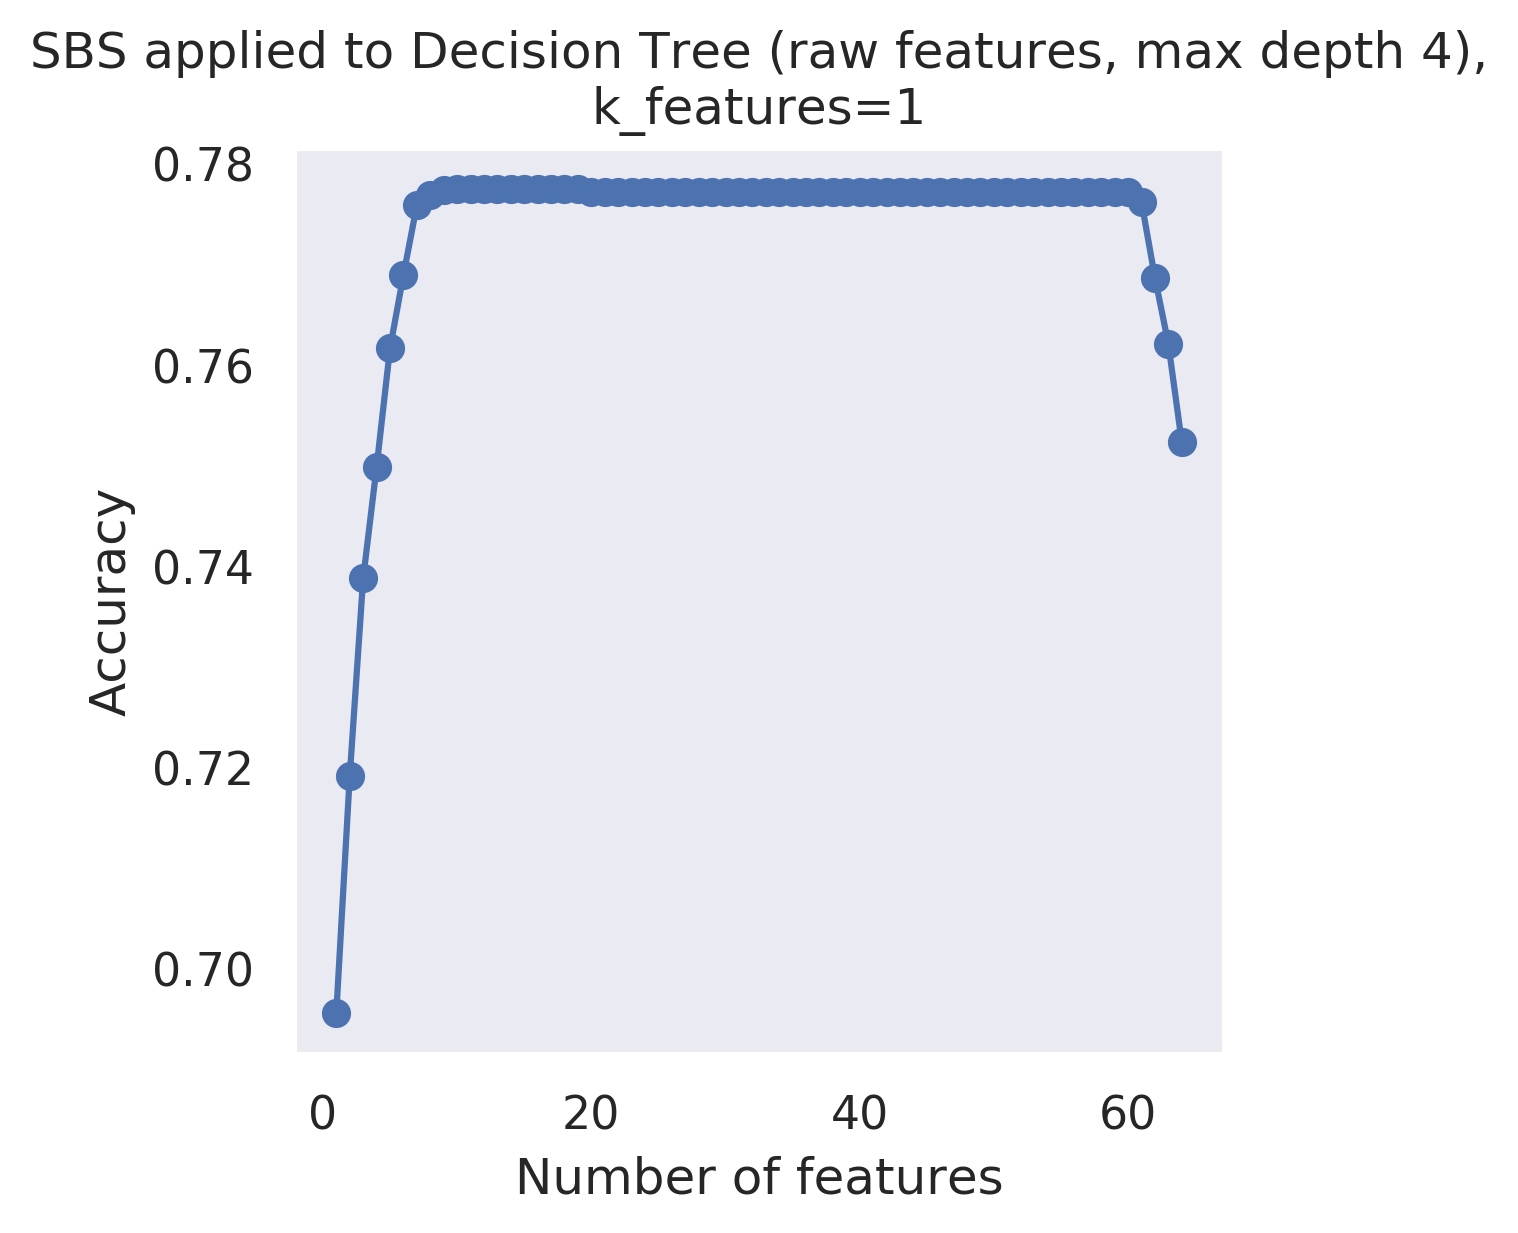 SBS applied to Decision Tree (raw features, max depth 4),
k_features=1
0.78
0.76
0.74
0.72
0.70
Accuracy
0 20 40 60
Number of features